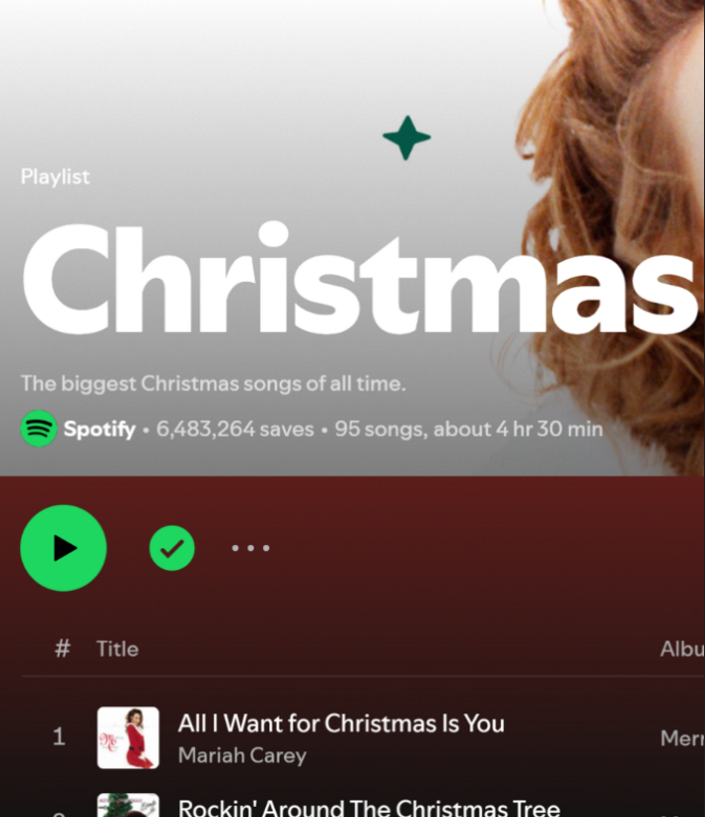 Playlist
Christmas
The biggest Christmas songs of all time.
Spotify • 6,483,264 saves • 95 songs, about 4 hr 30 min
# Title Albu
1 All I Want for Christmas Is You Merr
Mariah Carey
Rockin' Around The Christmas Tree